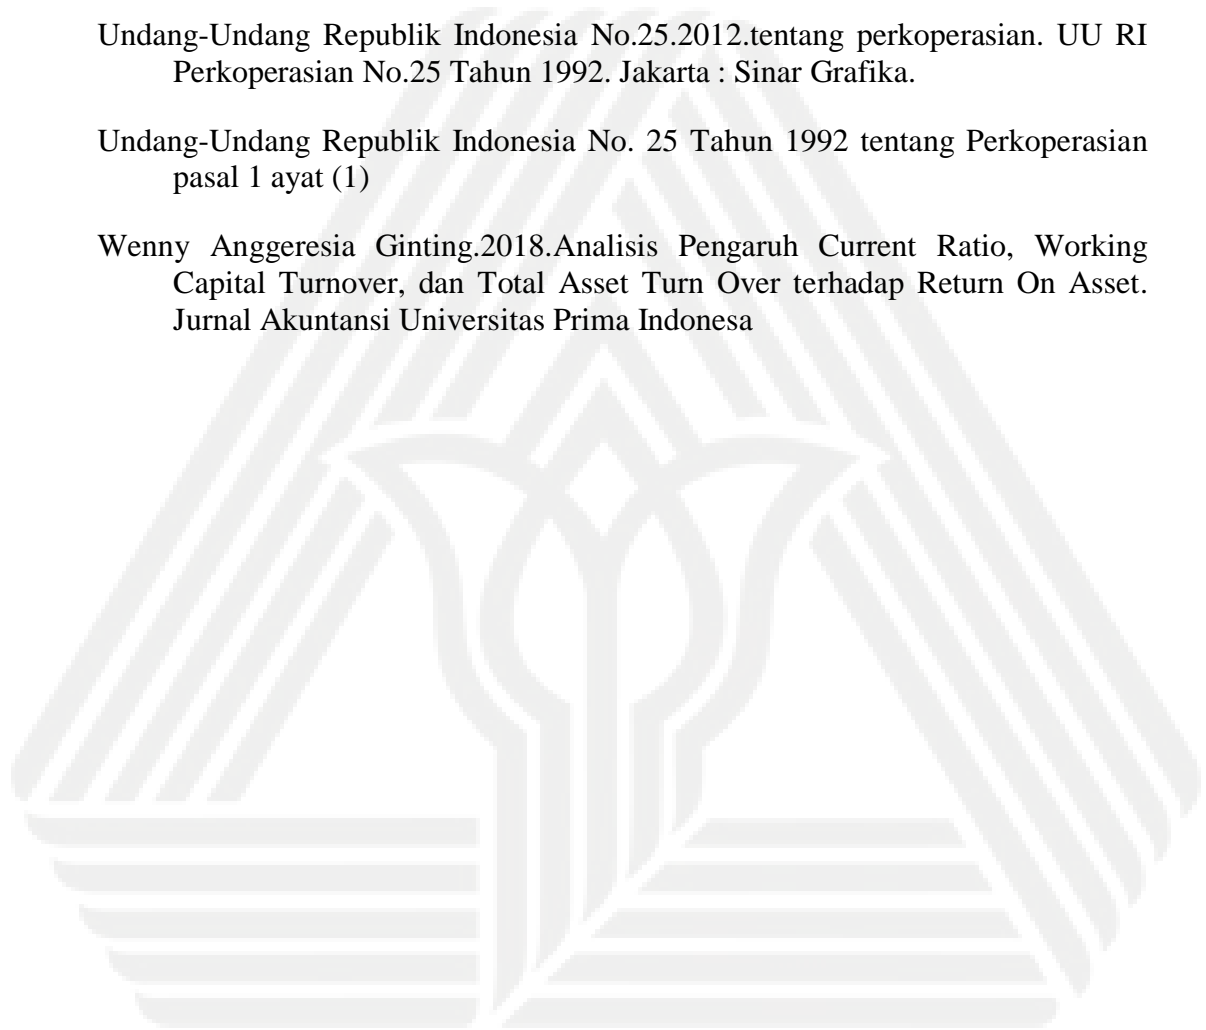 Undang-Undang Republik Indonesia No.25.2012.tentang perkoperasian. UU RI
Perkoperasian No.25 Tahun 1992. Jakarta : Sinar Grafika.
Undang-Undang Republik Indonesia No. 25 Tahun 1992 tentang Perkoperasian
pasal 1 ayat (1)
Wenny Anggeresia Ginting.2018.Analisis Pengaruh Current Ratio, Working
Capital Turnover, dan Total Asset Turn Over terhadap Return On Asset.
Jurnal Akuntansi Universitas Prima Indonesa